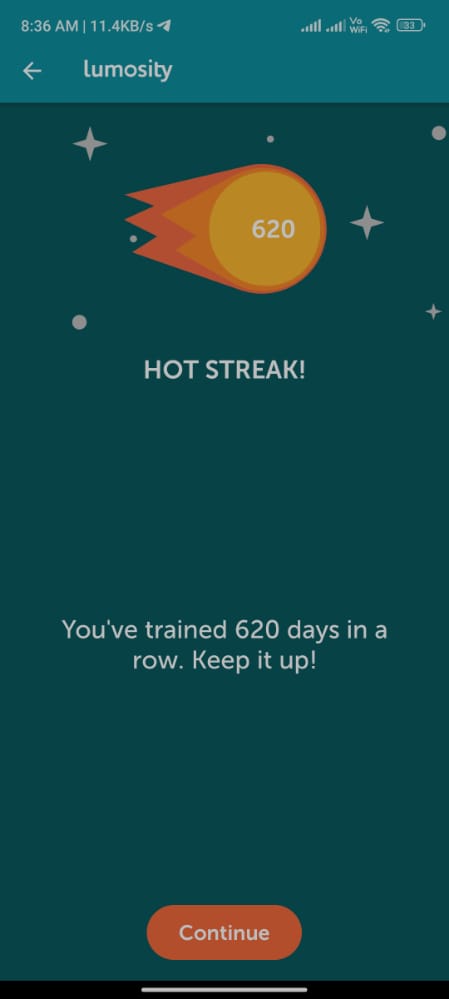 8:36 AM | 11.4KB/s
Vo
WiFi
33
lumosity
620
HOT STREAK!
You've trained 620 days in a
row. Keep it up!
Continue